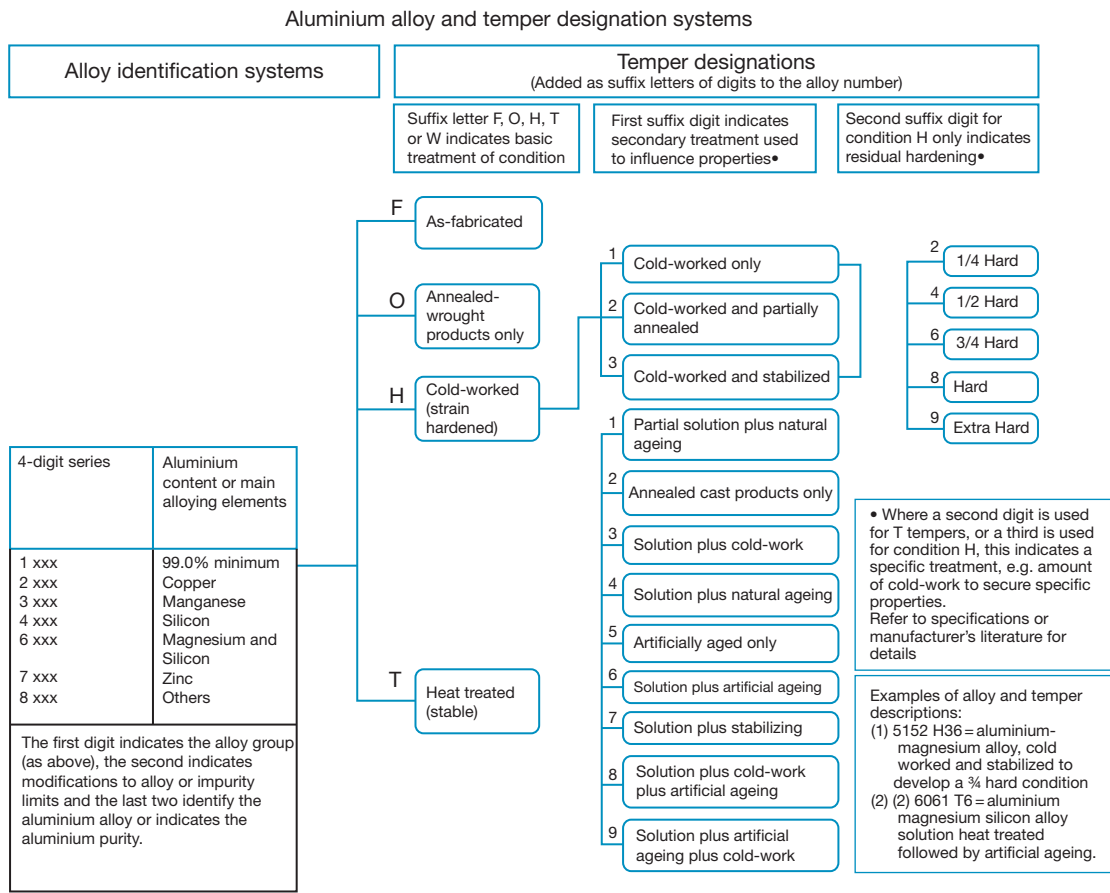 Aluminium alloy and temper designation systems
Alloy identification systems
Temper designations
(Added as suffix letters of digits to the alloy number)
Suffix letter F, O, H, T
or W indicates basic
treatment of condition
First suffix digit indicates
secondary treatment used
to influence properties•
Second suffix digit for
condition H only indicates
residual hardening•
F
As-fabricated
O
Annealed-
wrought
products only
H
Cold-worked
(strain
hardened)
T
Heat treated
(stable)
1
Cold-worked only
2
Cold-worked and partially
annealed
3
Cold-worked and stabilized
2
1/4 Hard
4
1/2 Hard
6
3/4 Hard
8
Hard
9
Extra Hard
1
Partial solution plus natural
ageing
2
Annealed cast products only
3
Solution plus cold-work
4
Solution plus natural ageing
5
Artificially aged only
6
Solution plus artificial ageing
7
Solution plus stabilizing
8
Solution plus cold-work
plus artificial ageing
9
Solution plus artificial
ageing plus cold-work
4-digit series
Aluminium
content or main
alloying elements
1 xxx 99.0% minimum
2 xxx Copper
3 xxx Manganese
4 xxx Silicon
6 xxx Magnesium and
Silicon
7 xxx Zinc
8 xxx Others
The first digit indicates the alloy group
(as above), the second indicates
modifications to alloy or impurity
limits and the last two identify the
aluminium alloy or indicates the
aluminium purity.
• Where a second digit is used
for T tempers, or a third is used
for condition H, this indicates a
specific treatment, e.g. amount
of cold-work to secure specific
properties.
Refer to specifications or
manufacturer's literature for
details
Examples of alloy and temper
descriptions:
(1) 5152 H36 = aluminium-
magnesium alloy, cold
worked and stabilized to
develop a ¾ hard condition
(2) (2) 6061 T6 = aluminium
magnesium silicon alloy
solution heat treated
followed by artificial ageing.